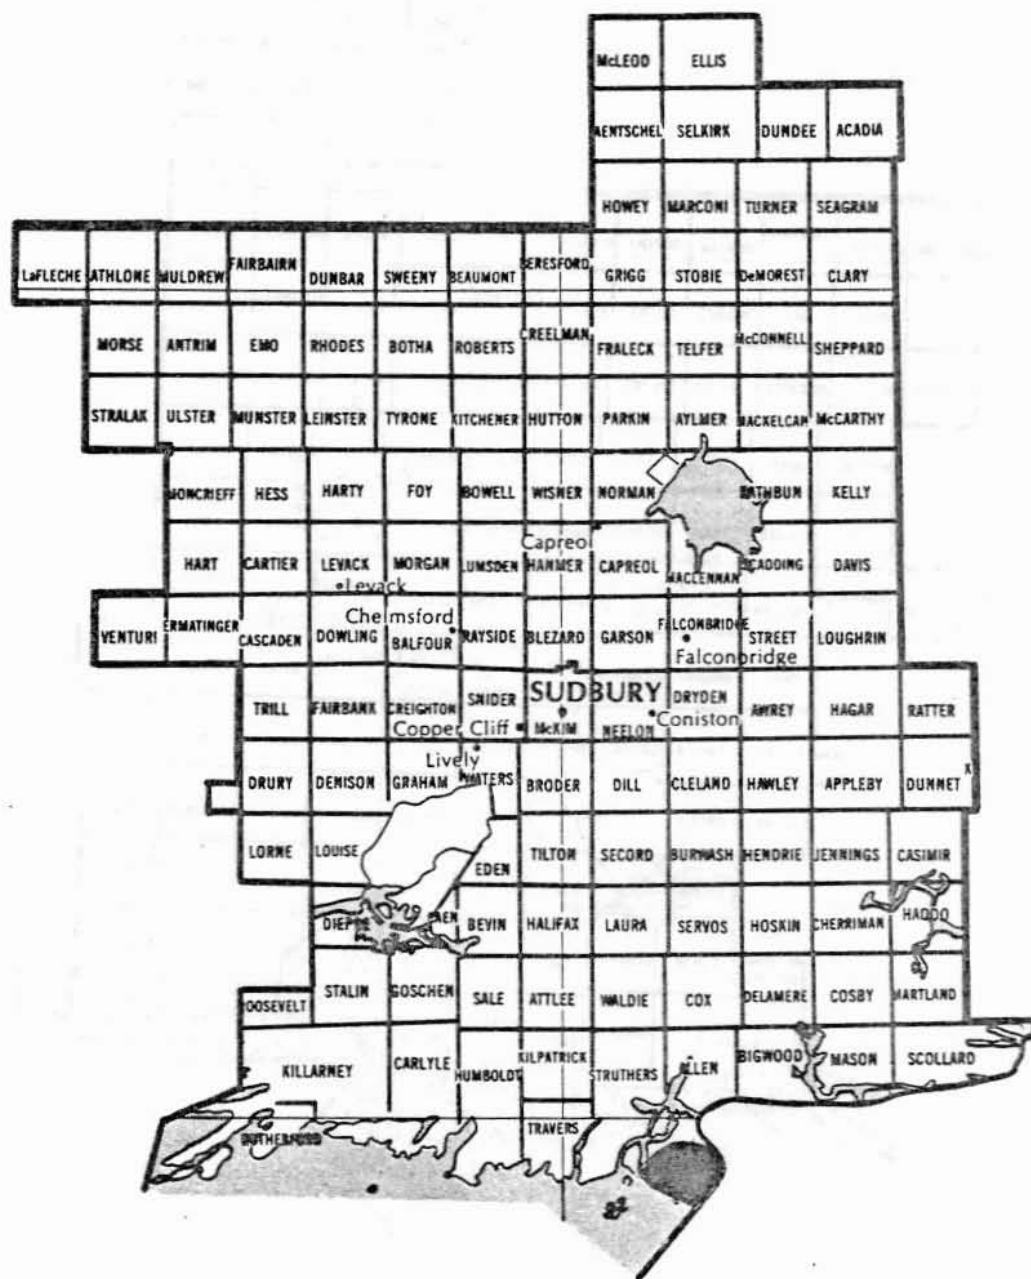 McLEOD ELLIS
AENTSCHEL SELKIRK DUNDEE ACADIA
HOWEY MARCONI TURNER SEAGRAM
LaFLECHE ATHLONE MULDREW FAIRBAIRN DUNBAR SWEENY BEAUMONT BERESFORD GRIGG STOBIE DeMOREST CLARY
MORSE ANTRIM EMO RHODES BOTHA ROBERTS CREELMAN FRALECK TELFER McCONNELL SHEPPARD
STRALAK ULSTER MUNSTER LEINSTER TYRONE KITCHENER HUTTON PARKIN AYLMER MACKELCAN McCARTHY
MONCRIEFF HESS HARTY FOY BOWELL WISNER NORMAN RATHBUN KELLY
Capreol
HART CARTIER LEVACK MORGAN LUMSDEN HANMER CAPREOL MACLENNAN SCADDING DAVIS
Levack
Chelmsford
VENTURI ERMATINGER CASCADEN DOWLING BALFOUR RAYSIDE BLEZARD GARSON FALCONBRIDGE STREET LOUGHRIN
Falconbridge
SUDBURY
TRILL FAIRBANK CREIGHTON SNIDER McKIM NEELON DRYDEN AWREY HAGAR RATTER
Copper Cliff Coniston
Lively
DRURY DENISON GRAHAM WATERS BRODER DILL CLELAND HAWLEY APPLEBY DUNNET
X
LORNE LOUISE EDEN TILTON SECORD BURWASH HENDRIE JENNINGS CASIMIR
BEVIN HALIFAX LAURA SERVOS HOSKIN CHERRIMAN HADDO
ROOSEVELT STALIN GOSCHEN SALE ATTLEE WALDIE COX DELAMERE COSBY MARTLAND
KILLARNEY CARLYLE HUMBOLDT KILPATRICK STRUTHERS ALLEN BIGWOOD MASON SCOLLARD
RUTHERFORD TRAVERS